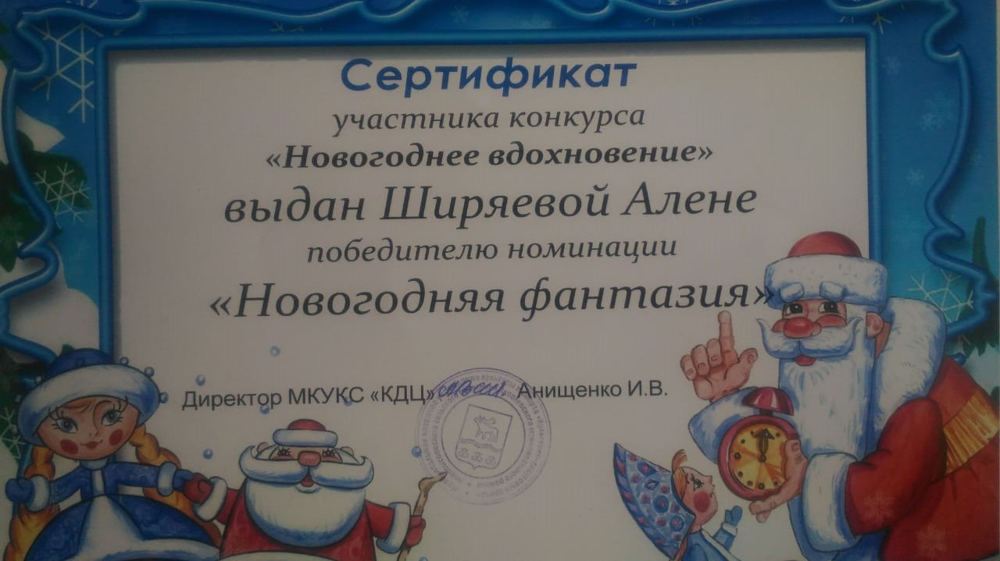 Сертификат
участника конкурса
«Новогоднее вдохновение»
выдан Ширяевой Алене
победителю номинации
«Новогодняя фантазия»
Директор МКУКС «КДЦ» Анищенко И.В.